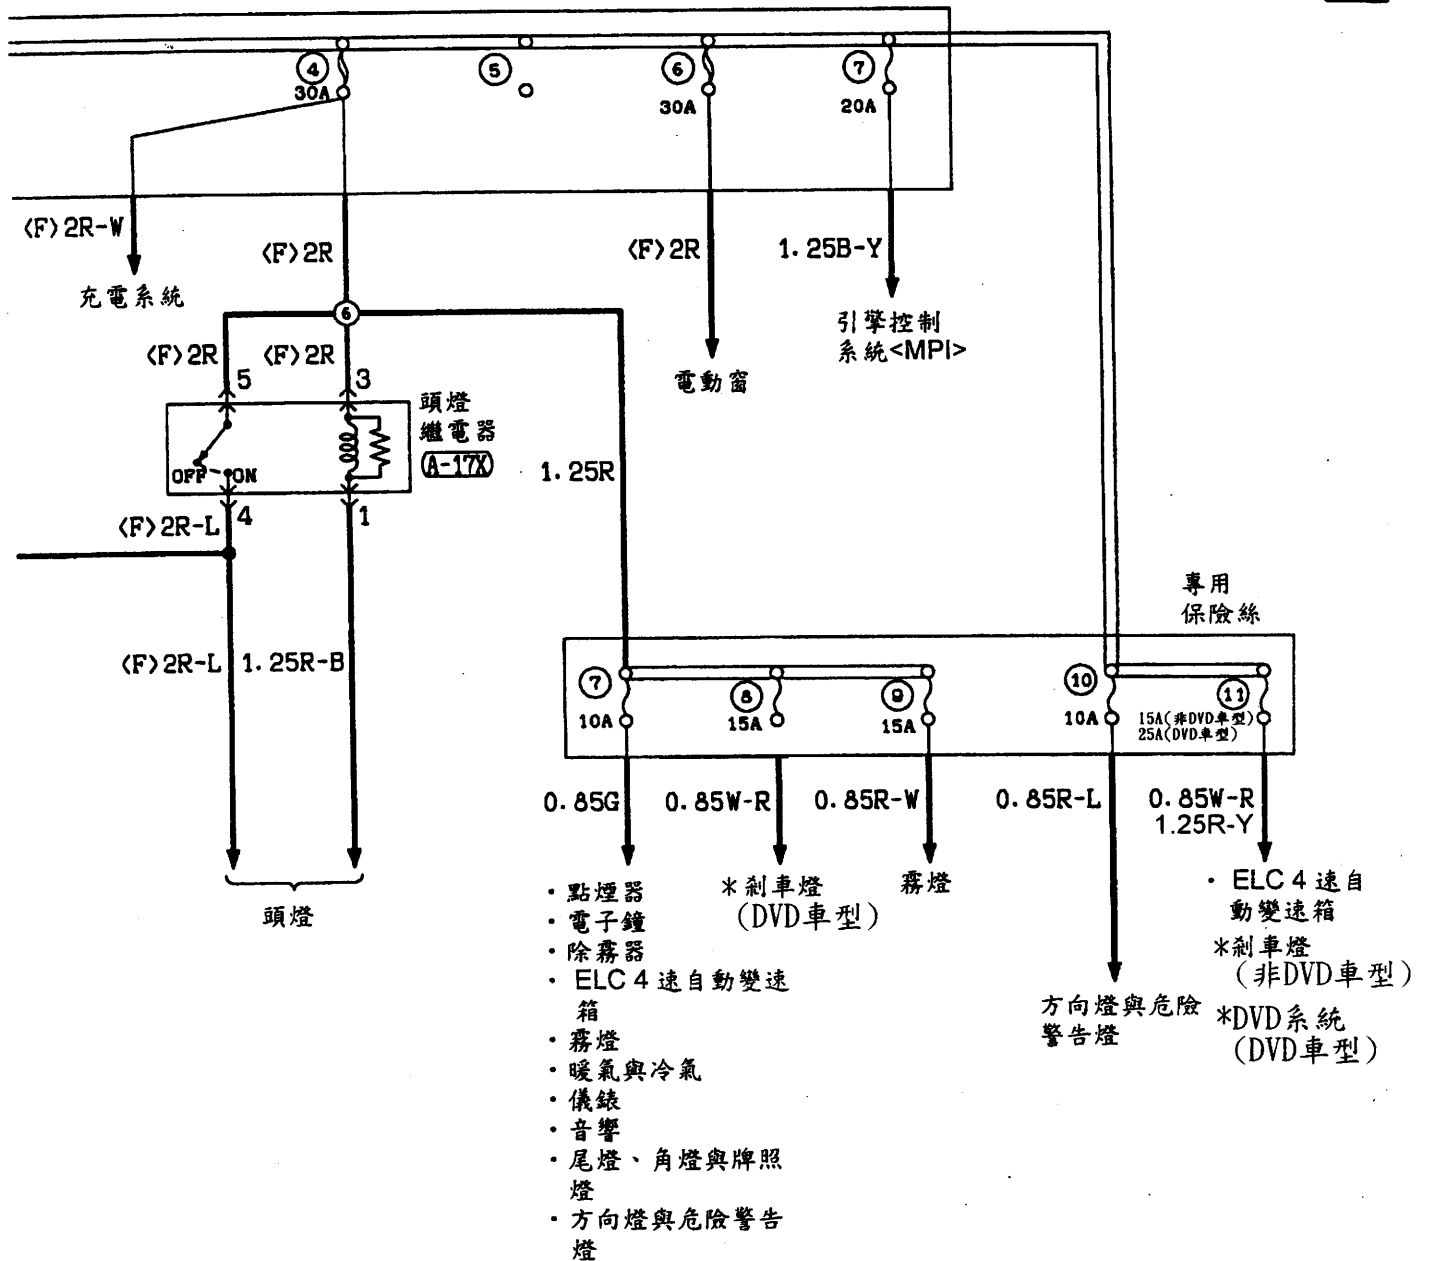 ④
30A
⑤
⑥
30A
⑦
20A
〈F〉2R-W
〈F〉2R
〈F〉2R
1.25B-Y
充電系統
引擎控制
系統<MPI>
電動窗
⑥
〈F〉2R
〈F〉2R
5
3
頭燈
繼電器
A-17X
OFF
ON
4
1
〈F〉2R-L
1.25R
〈F〉2R-L
1.25R-B
頭燈
專用
保險絲
⑦
10A
⑧
15A
⑨
15A
⑩
10A
⑪
15A(非DVD車型)
25A(DVD車型)
0.85G
0.85W-R
0.85R-W
0.85R-L
0.85W-R
1.25R-Y
・點煙器
・電子鐘
・除霧器
・ELC 4 速自動變速
箱
・霧燈
・暖氣與冷氣
・儀錶
・音響
・尾燈、角燈與牌照
燈
・方向燈與危險警告
燈
*剎車燈
(DVD車型)
霧燈
方向燈與危險
警告燈
・ELC 4 速自
動變速箱
*剎車燈
(非DVD車型)
*DVD系統
(DVD車型)